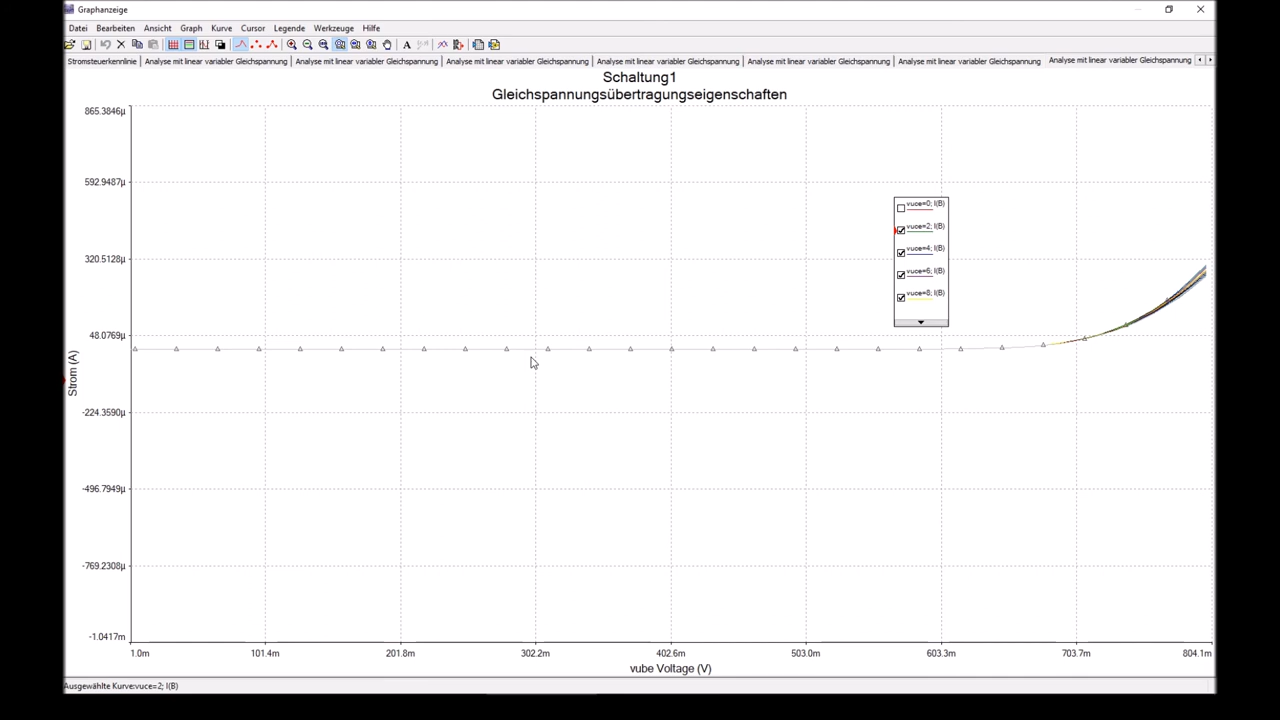 Graphanzeige
Datei Bearbeiten Ansicht Graph Kurve Cursor Legende Werkzeuge Hilfe
A
Stromsteuerkennlinie Analyse mit linear variabler Gleichspannung Analyse mit linear variabler Gleichspannung Analyse mit linear variabler Gleichspannung Analyse mit linear variabler Gleichspannung Analyse mit linear variabler Gleichspannung Analyse mit linear variabler Gleichspannung Analyse mit linear variabler Gleichspannung
Schaltung1
Gleichspannungsübertragungseigenschaften
865.3846µ
592.9487µ
vuce=0; I(B)
vuce=2; I(B)
vuce=4; I(B)
vuce=6; I(B)
vuce=8; I(B)
320.5128µ
48.0769µ
Strom (A)
-224.3590µ
-496.7949µ
-769.2308µ
-1.0417m
1.0m 101.4m 201.8m 302.2m 402.6m 503.0m 603.3m 703.7m 804.1m
vube Voltage (V)
Ausgewählte Kurve:vuce=2; I(B)